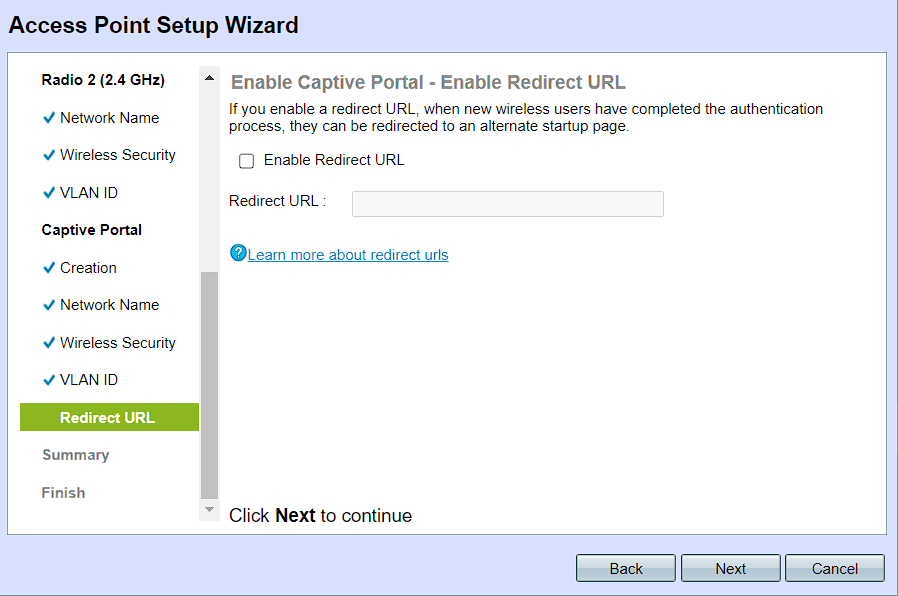 Access Point Setup Wizard
Radio 2 (2.4 GHz)
Network Name
Wireless Security
VLAN ID
Captive Portal
Creation
Network Name
Wireless Security
VLAN ID
Redirect URL
Summary
Finish
Enable Captive Portal - Enable Redirect URL
If you enable a redirect URL, when new wireless users have completed the authentication
process, they can be redirected to an alternate startup page.
Enable Redirect URL
Redirect URL :
?Learn more about redirect urls
Click Next to continue
Back Next Cancel